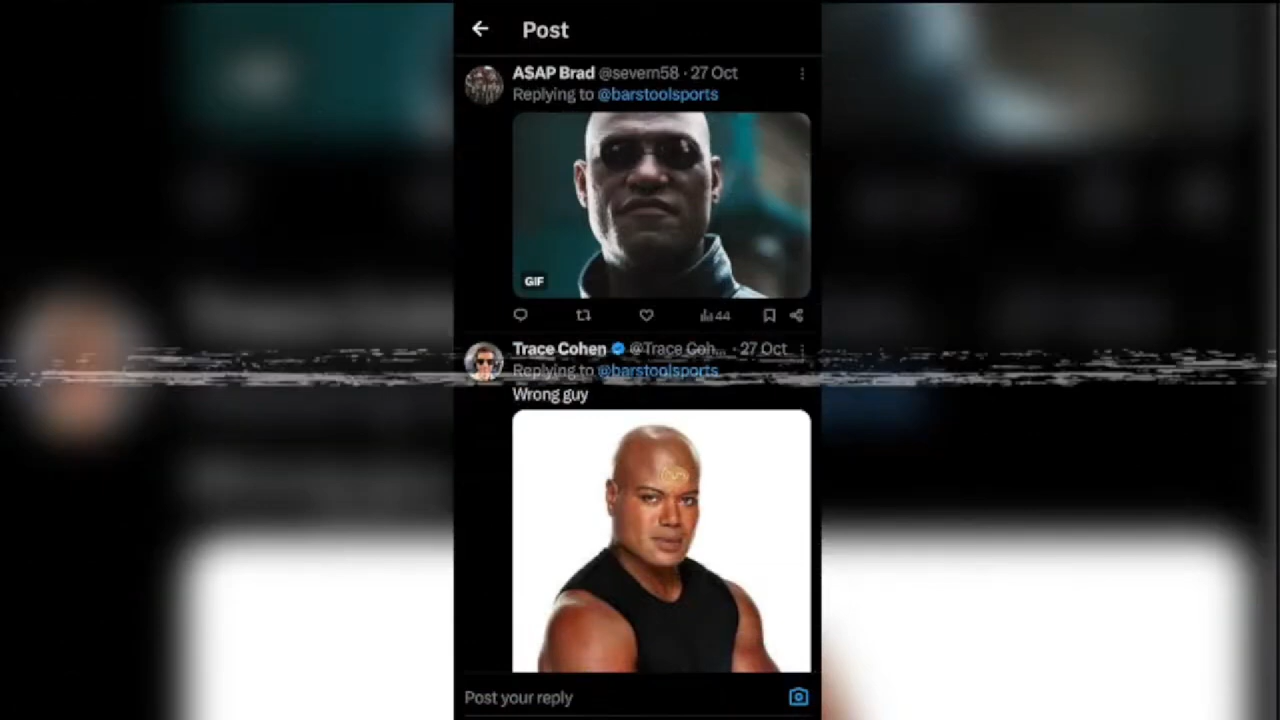 Post
A$AP Brad @severn58 · 27 Oct
Replying to @barstoolsports
GIF
44
Trace Cohen @Trace Coh... · 27 Oct
Replying to @barstoolsports
Wrong guy
Post your reply